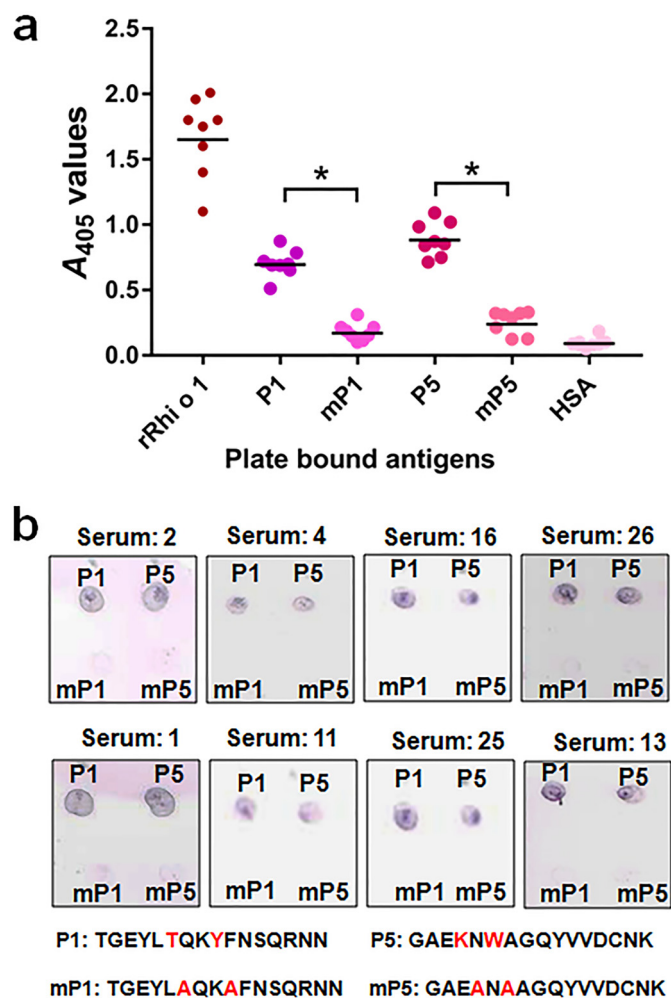 a
2.5
2.0
1.5
1.0
0.5
0.0
A405 values
* *
rRhi o 1 P1 mP1 P5 mP5 HSA
Plate bound antigens
b
Serum: 2 Serum: 4 Serum: 16 Serum: 26
P1 P5 P1 P5 P1 P5 P1 P5
mP1 mP5 mP1 mP5 mP1 mP5 mP1 mP5
Serum: 1 Serum: 11 Serum: 25 Serum: 13
P1 P5 P1 P5 P1 P5 P1 P5
mP1 mP5 mP1 mP5 mP1 mP5 mP1 mP5
P1: TGEYLTQKYFNSQRNN P5: GAEKNWAGQYVVDCNK
mP1: TGEYLAQKAFNSQRNN mP5: GAEANAAGQYVVDCNK